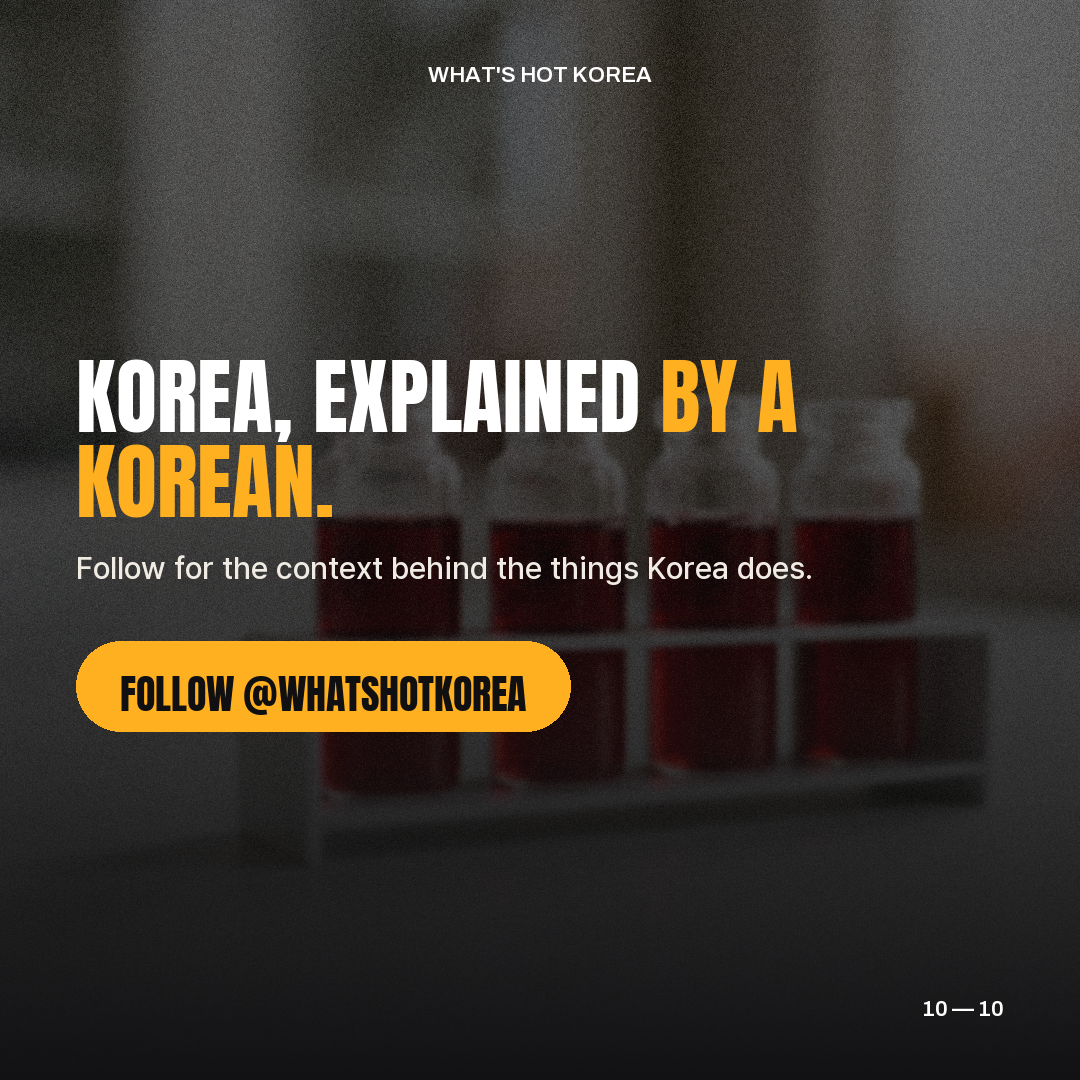 WHAT'S HOT KOREA
KOREA, EXPLAINED BY A
KOREAN.
Follow for the context behind the things Korea does.
FOLLOW @WHATSHOTKOREA
10 — 10